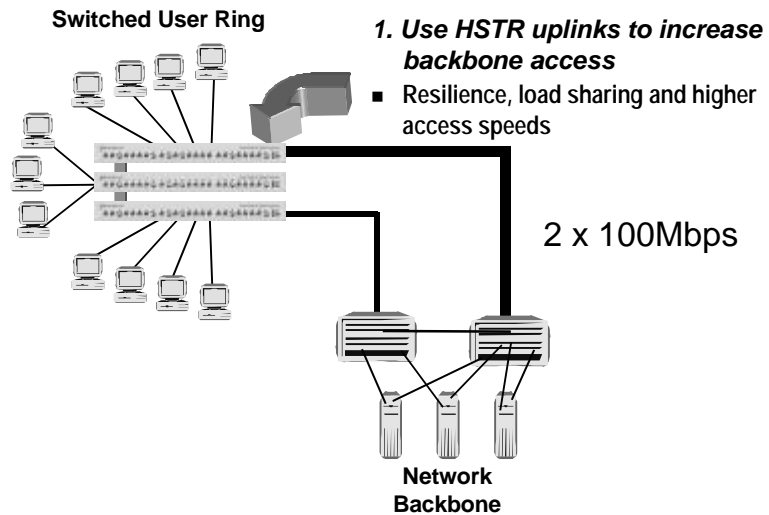 Switched User Ring
1. Use HSTR uplinks to increase
backbone access
■ Resilience, load sharing and higher
access speeds
2 x 100Mbps
Network
Backbone